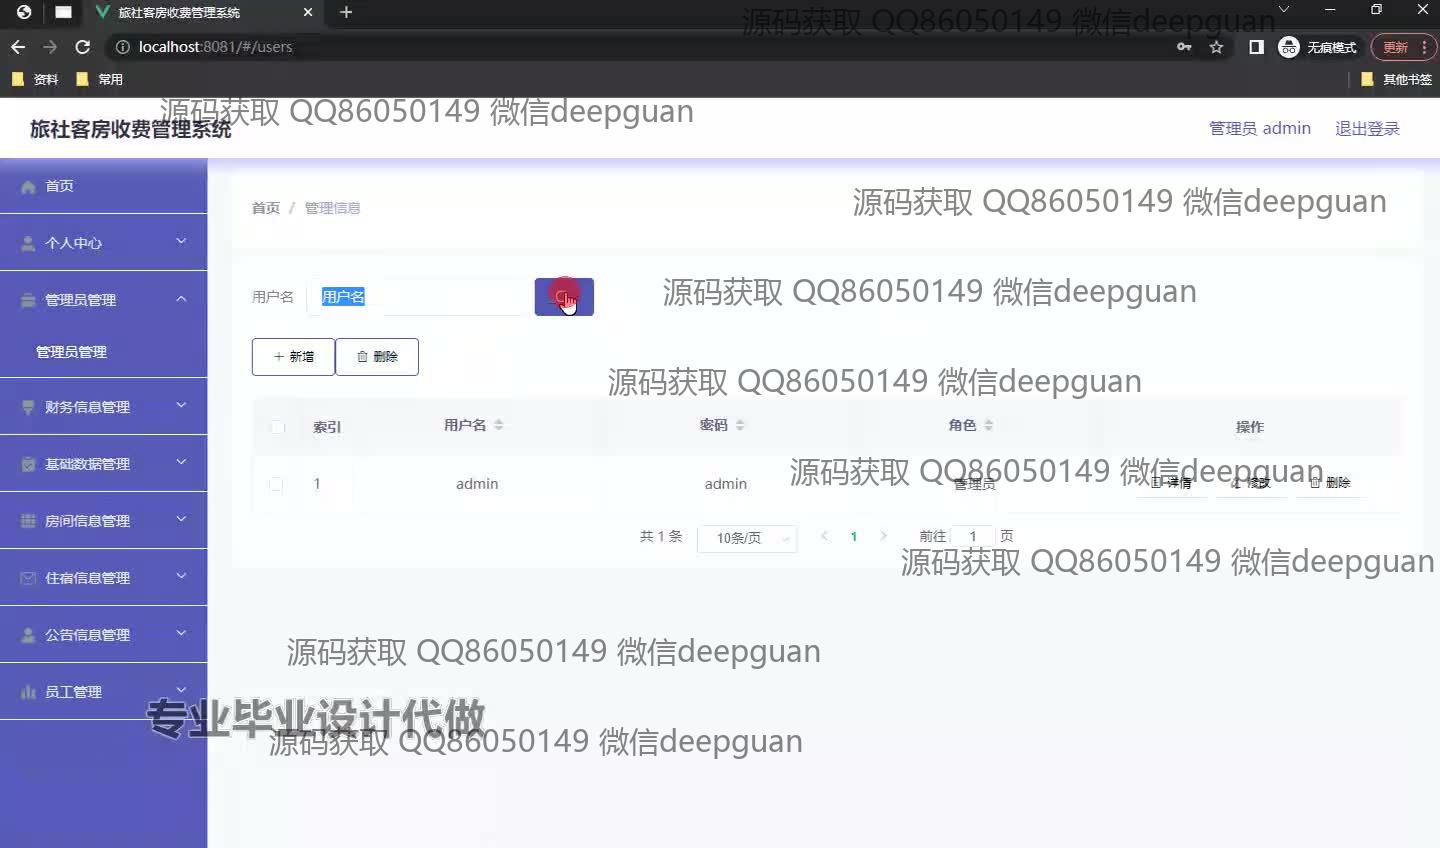 旅社客房收费管理系统
源码获取 QQ86050149 微信deepguan
localhost:8081/#/users
无痕模式
更新
资料
常用
其他书签
源码获取 QQ86050149 微信deepguan
旅社客房收费管理系统
管理员 admin
退出登录
首页
个人中心
管理员管理
管理员管理
财务信息管理
基础数据管理
房间信息管理
住宿信息管理
公告信息管理
员工管理
首页 / 管理信息
源码获取 QQ86050149 微信deepguan
用户名
用户名
源码获取 QQ86050149 微信deepguan
新增
删除
源码获取 QQ86050149 微信deepguan
索引 用户名 密码 角色 操作
1 admin admin 管理员 详情 修改 删除
源码获取 QQ86050149 微信deepguan
共 1 条 10条/页 1 前往 1 页
源码获取 QQ86050149 微信deepguan
源码获取 QQ86050149 微信deepguan
专业毕业设计代做
源码获取 QQ86050149 微信deepguan